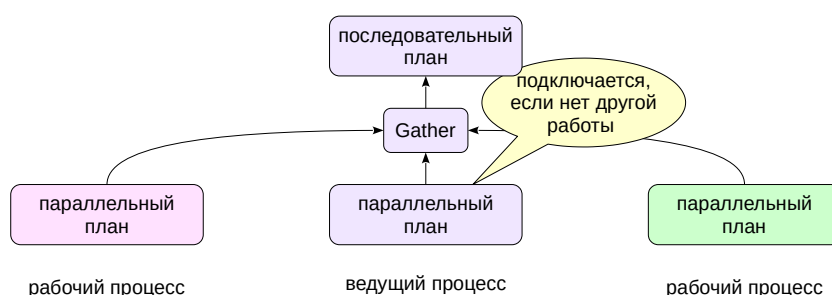 последовательный
план
подключается,
если нет другой
работы
Gather
параллельный
план
параллельный
план
параллельный
план
рабочий процесс
ведущий процесс
рабочий процесс